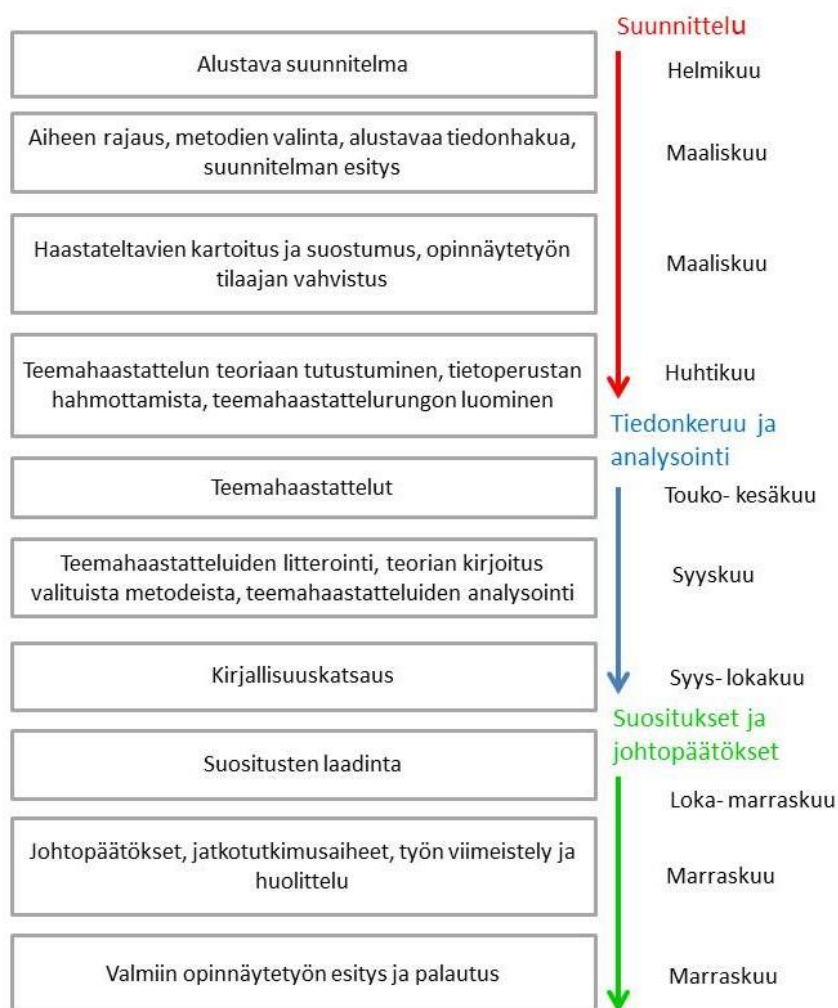 Suunnittelu
Alustava suunnitelma
Helmikuu
Aiheen rajaus, metodien valinta, alustavaa tiedonhakua,
suunnitelman esitys
Maaliskuu
Haastateltavien kartoitus ja suostumus, opinnäytetyön
tilaajan vahvistus
Maaliskuu
Teemahaastattelun teoriaan tutustuminen, tietoperustan
hahmottamista, teemahaastattelurungon luominen
Huhtikuu
Tiedonkeruu ja
analysointi
Teemahaastattelut
Touko- kesäkuu
Teemahaastatteluiden litterointi, teorian kirjoitus
valituista metodeista, teemahaastatteluiden analysointi
Syyskuu
Kirjallisuuskatsaus
Syys- lokakuu
Suositukset ja
johtopäätökset
Suositusten laadinta
Loka- marraskuu
Johtopäätökset, jatkotutkimusaiheet, työn viimeistely ja
huolittelu
Marraskuu
Valmiin opinnäytetyön esitys ja palautus
Marraskuu